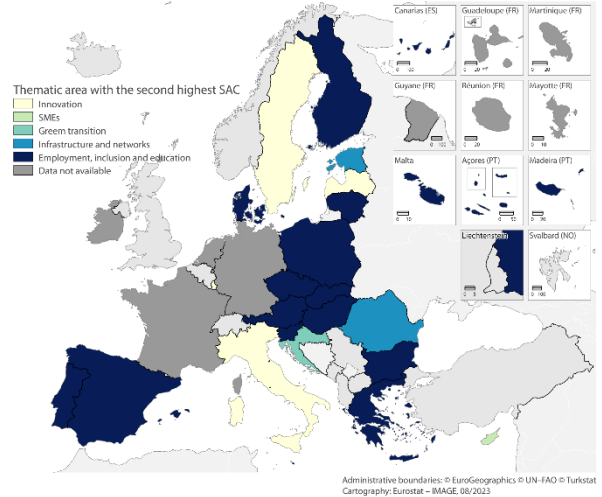 Thematic area with the second highest SAC
Innovation
SMEs
Greem transition
Infrastructure and networks
Employment, inclusion and education
Data not available
Canarias (ES)
Guadeloupe (FR)
Martinique (FR)
Guyane (FR)
Réunion (FR)
Mayotte (FR)
Malta
Açores (PT)
Madeira (PT)
Liechtenstein
Svalbard (NO)
Administrative boundaries: © EuroGeographics © UN–FAO © Turkstat
Cartography: Eurostat – IMAGE, 08/2023